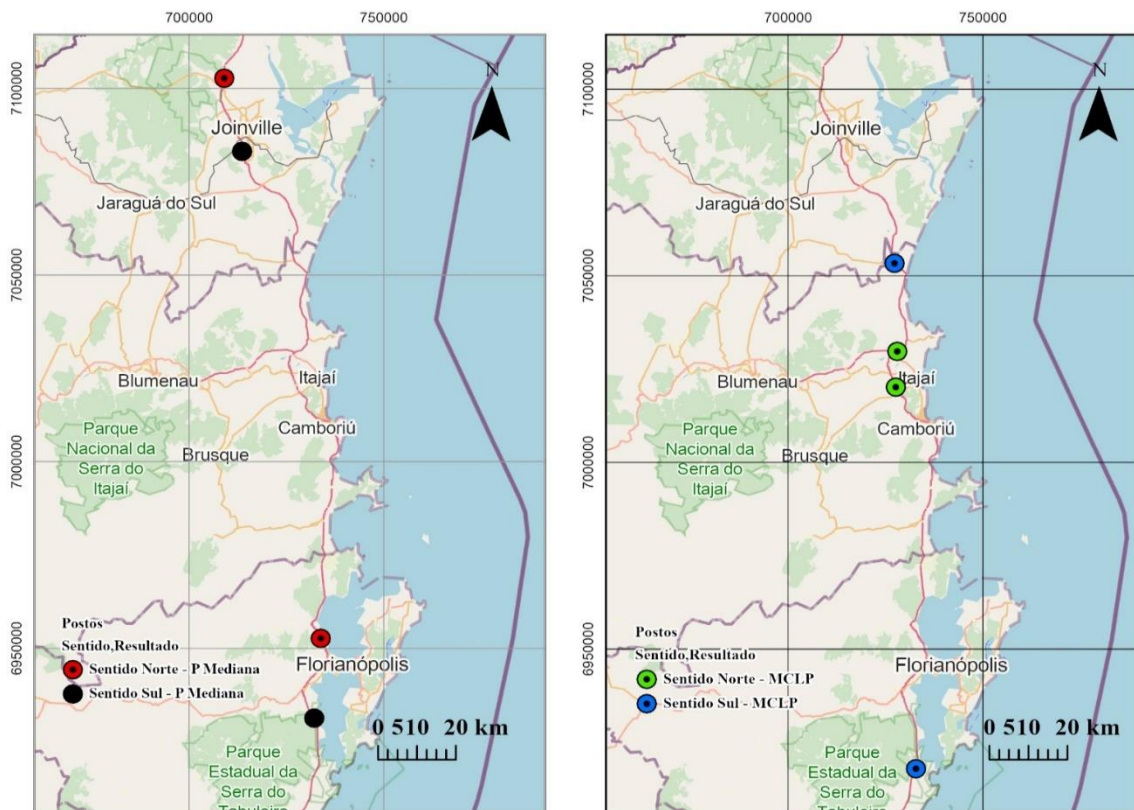 700000
750000
7100000
7050000
7000000
6950000
N
Joinville
Jaraguá do Sul
Blumenau
Itajaí
Camboriú
Parque
Nacional da
Serra do
Itajaí
Brusque
Postos
Sentido,Resultado
Sentido Norte - P Mediana
Sentido Sul - P Mediana
Florianópolis
0 510 20 km
Parque
Estadual da
Serra do
Tabuleiro
700000
750000
7100000
7050000
7000000
6950000
N
Joinville
Jaraguá do Sul
Blumenau
Itajaí
Camboriú
Parque
Nacional da
Serra do
Itajaí
Brusque
Postos
Sentido,Resultado
Sentido Norte - MCLP
Sentido Sul - MCLP
Florianópolis
0 510 20 km
Parque
Estadual da
Serra do
Tabuleiro